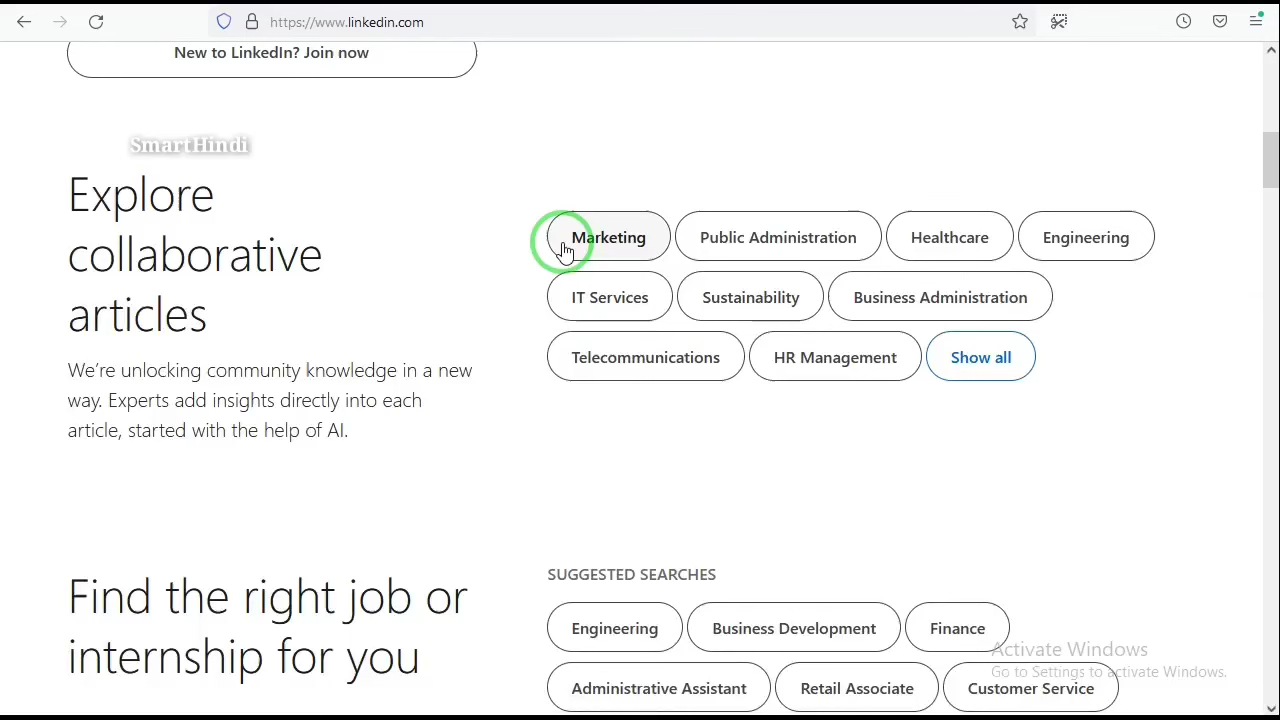 https://www.linkedin.com
New to LinkedIn? Join now
SmartHindi
Explore
collaborative
articles
We’re unlocking community knowledge in a new
way. Experts add insights directly into each
article, started with the help of AI.
Marketing Public Administration Healthcare Engineering
IT Services Sustainability Business Administration
Telecommunications HR Management Show all
Find the right job or
internship for you
SUGGESTED SEARCHES
Engineering Business Development Finance
Administrative Assistant Retail Associate Customer Service
Activate Windows
Go to Settings to activate Windows.